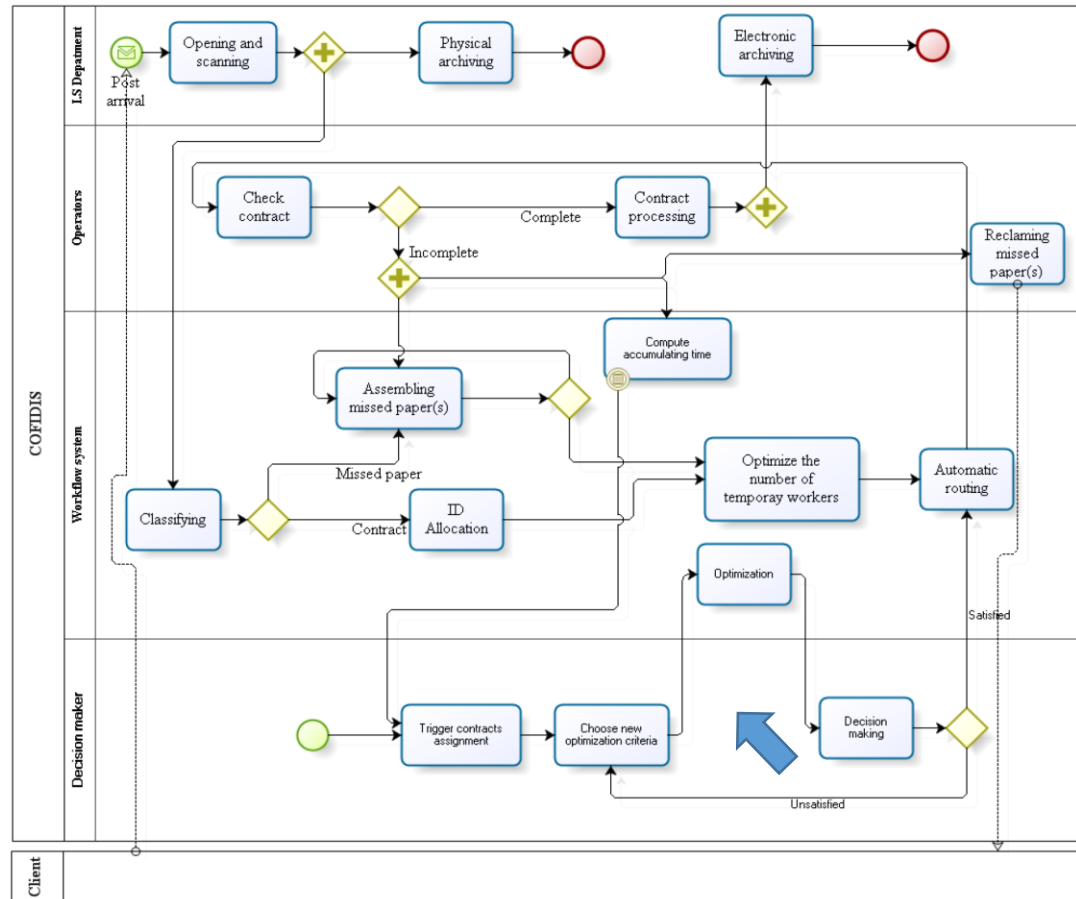 COFIDIS
I.S Depatment
Post
arrival
Opening and
scanning
Physical
archiving
Electronic
archiving
Operators
Check
contract
Complete
Incomplete
Contract
processing
Reclaming
missed
paper(s)
Workflow system
Compute
accumulating time
Assembling
missed paper(s)
Missed paper
Classifying
Contract
ID
Allocation
Optimize the
number of
temporay workers
Automatic
routing
Optimization
Satisfied
Decision maker
Trigger contracts
assignment
Choose new
optimization criteria
Decision
making
Unsatisfied
Client